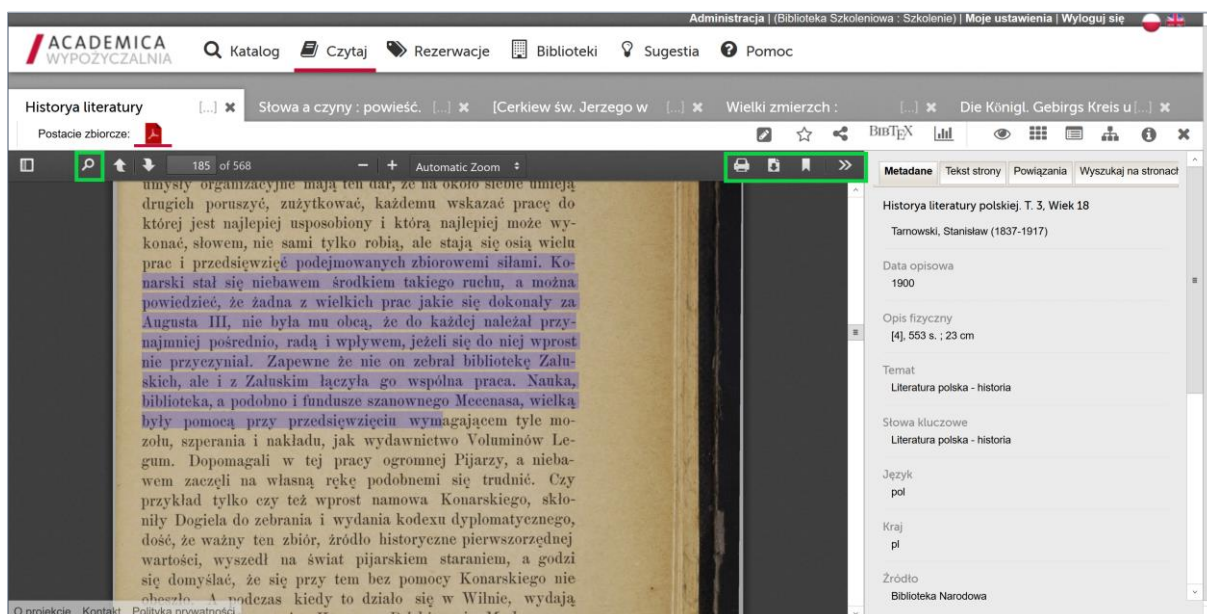 Administracja | (Biblioteka Szkoleniowa : Szkolenie) | Moje ustawienia | Wyloguj się
ACADEMICA
WYPOŻYCZALNIA
Katalog Czytaj Rezerwacje Biblioteki Sugestia Pomoc
Historya literatury [...] Słowa a czyny : powieść. [...] [Cerkiew św. Jerzego w [...] Wielki zmierzch : [...] Die Königl. Gebirgs Kreis u [...]
Postacie zbiorcze: BIBTEX
185 of 568 Automatic Zoom
umysły organizacyjne mają ten dar, że na około siebie umieją
drugich poruszyć, zużytkować, każdemu wskazać pracę do
której jest najlepiej usposobiony i którą najlepiej może wy-
konać, słowem, nie sami tylko robią, ale stają się osią wielu
prac i przedsięwzięć podejmowanych zbiorowemi siłami. Ko-
narski stał się niebawem środkiem takiego ruchu, a można
powiedzieć, że żadna z wielkich prac jakie się dokonały za
Augusta III, nie była mu obcą, że do każdej należał przy-
najmniej pośrednio, radą i wpływem, jeżeli się do niej wprost
nie przyczyniał. Zapewne że nie on zebrał bibliotekę Zału-
skich, ale i z Załuskim łączyła go wspólna praca. Nauka,
biblioteka, a podobno i fundusze szanownego Mecenasa, wielką
były pomocą przy przedsięwzięciu wymagającem tyle mo-
zołu, szperania i nakładu, jak wydawnictwo Voluminów Le-
gum. Dopomagali w tej pracy ogromnej Pijarzy, a nieba-
wem zaczęli na własną rękę podobnemi się trudnić. Czy
przykład tylko czy też wprost namowa Konarskiego, skło-
niły Dogiela do zebrania i wydania kodexu dyplomatycznego,
dość, że ważny ten zbiór, źródło historyczne pierwszorzędnej
wartości, wyszedł na świat pijarskiem staraniem, a godzi
się domyślać, że się przy tem bez pomocy Konarskiego nie
obeszło. A podczas kiedy to działo się w Wilnie, wydają
O projekcie Kontakt Polityka prywatności
Metadane Tekst strony Powiązania Wyszukaj na stronach
Historya literatury polskiej. T. 3, Wiek 18
Tarnowski, Stanisław (1837-1917)
Data opisowa
1900
Opis fizyczny
[4], 553 s. ; 23 cm
Temat
Literatura polska - historia
Słowa kluczowe
Literatura polska - historia
Język
pol
Kraj
pl
Źródło
Biblioteka Narodowa